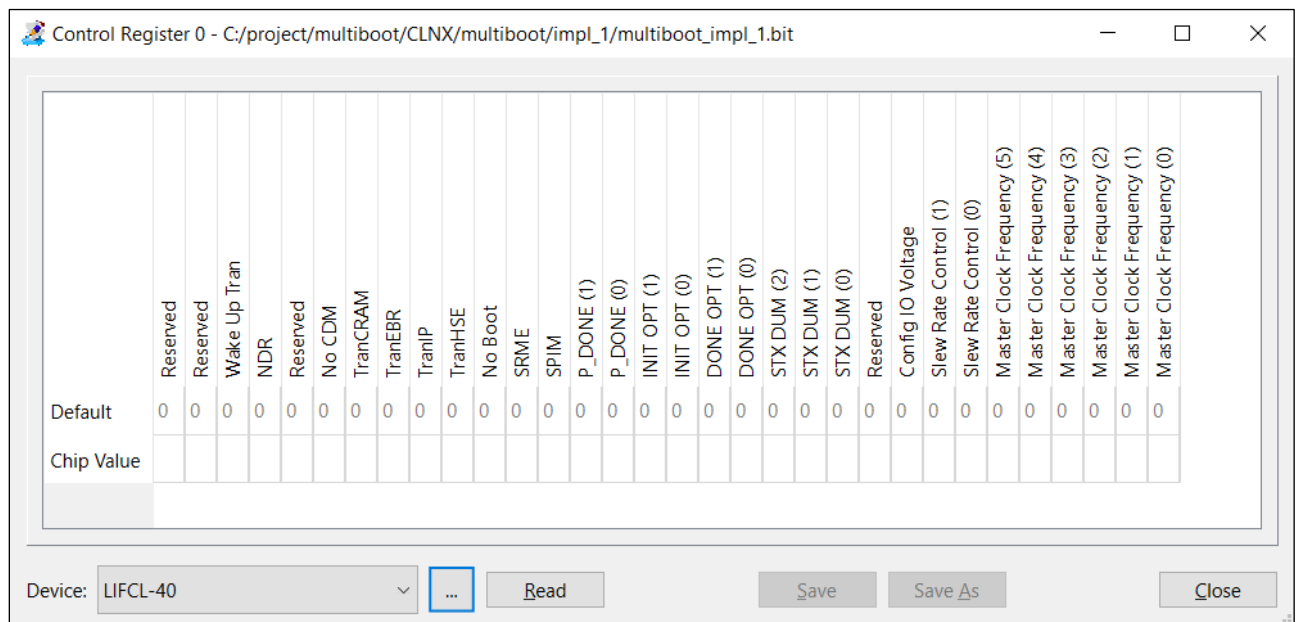 Control Register 0 - C:/project/multiboot/CLNX/multiboot/impl_1/multiboot_impl_1.bit
Reserved
Reserved
Wake Up Tran
NDR
Reserved
No CDM
TranCRAM
TranEBR
TranIP
TranHSE
No Boot
SRME
SPIM
P_DONE (1)
P_DONE (0)
INIT OPT (1)
INIT OPT (0)
DONE OPT (1)
DONE OPT (0)
STX DUM (2)
STX DUM (1)
STX DUM (0)
Reserved
Config IO Voltage
Slew Rate Control (1)
Slew Rate Control (0)
Master Clock Frequency (5)
Master Clock Frequency (4)
Master Clock Frequency (3)
Master Clock Frequency (2)
Master Clock Frequency (1)
Master Clock Frequency (0)
Default 0 0 0 0 0 0 0 0 0 0 0 0 0 0 0 0 0 0 0 0 0 0 0 0 0 0 0 0 0 0 0 0
Chip Value
Device: LIFCL-40 ... Read Save Save As Close